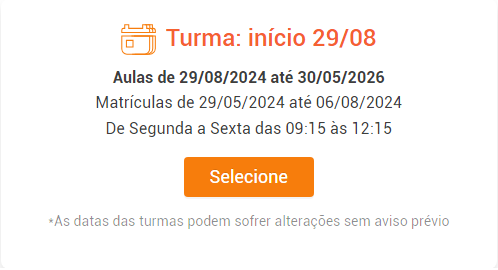 Turma: início 29/08
Aulas de 29/08/2024 até 30/05/2026
Matrículas de 29/05/2024 até 06/08/2024
De Segunda a Sexta das 09:15 às 12:15
Selecione
*As datas das turmas podem sofrer alterações sem aviso prévio